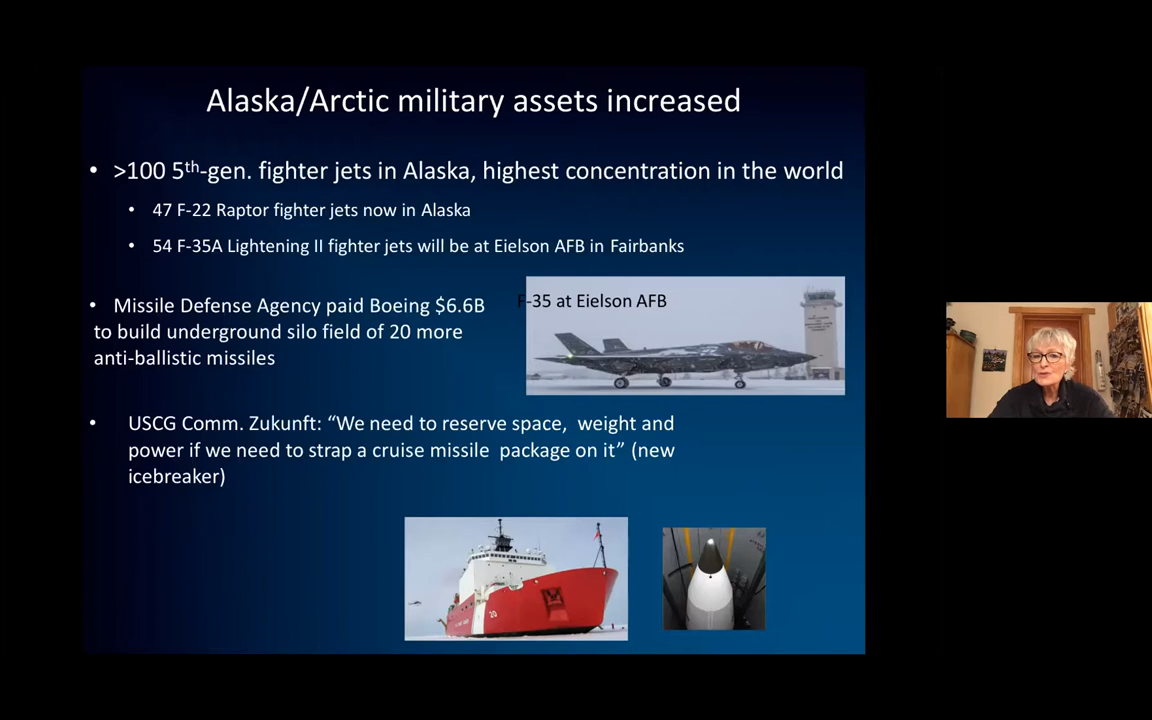 Alaska/Arctic military assets increased
• >100 5th-gen. fighter jets in Alaska, highest concentration in the world
• 47 F-22 Raptor fighter jets now in Alaska
• 54 F-35A Lightening II fighter jets will be at Eielson AFB in Fairbanks
F-35 at Eielson AFB
• Missile Defense Agency paid Boeing $6.6B
to build underground silo field of 20 more
anti-ballistic missiles
• USCG Comm. Zukunft: “We need to reserve space, weight and
power if we need to strap a cruise missile package on it” (new
icebreaker)
20